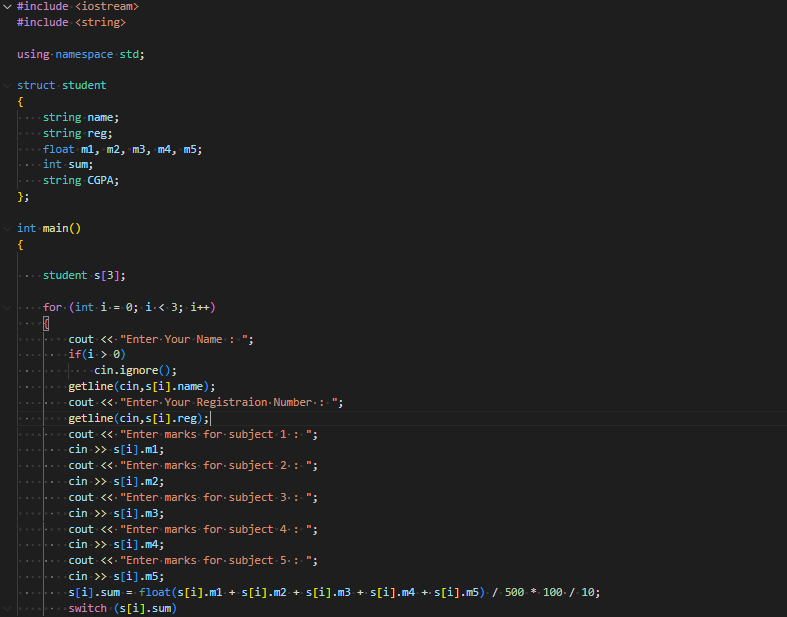 #include <iostream>
#include <string>
using namespace std;
struct student
{
string name;
string reg;
float m1, m2, m3, m4, m5;
int sum;
string CGPA;
};
int main()
{
student s[3];
for (int i = 0; i < 3; i++)
{
cout << "Enter Your Name : ";
if(i > 0)
cin.ignore();
getline(cin,s[i].name);
cout << "Enter Your Registraion Number : ";
getline(cin,s[i].reg);
cout << "Enter marks for subject 1 : ";
cin >> s[i].m1;
cout << "Enter marks for subject 2 : ";
cin >> s[i].m2;
cout << "Enter marks for subject 3 : ";
cin >> s[i].m3;
cout << "Enter marks for subject 4 : ";
cin >> s[i].m4;
cout << "Enter marks for subject 5 : ";
cin >> s[i].m5;
s[i].sum = float(s[i].m1 + s[i].m2 + s[i].m3 + s[i].m4 + s[i].m5) / 500 * 100 / 10;
switch (s[i].sum)